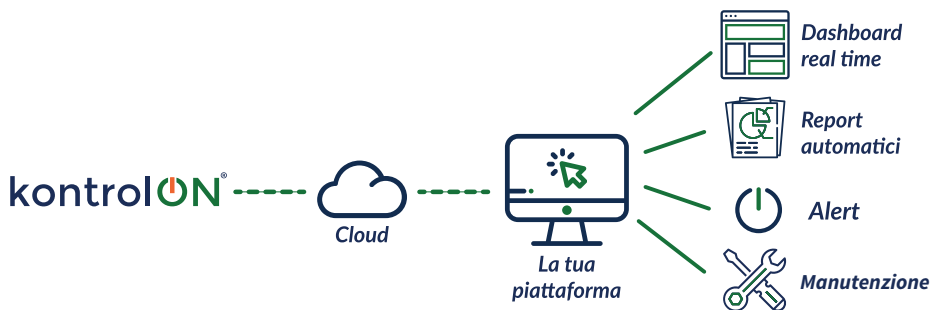 kontrolON®
Cloud
La tua
piattaforma
Dashboard
real time
Report
automatici
Alert
Manutenzione